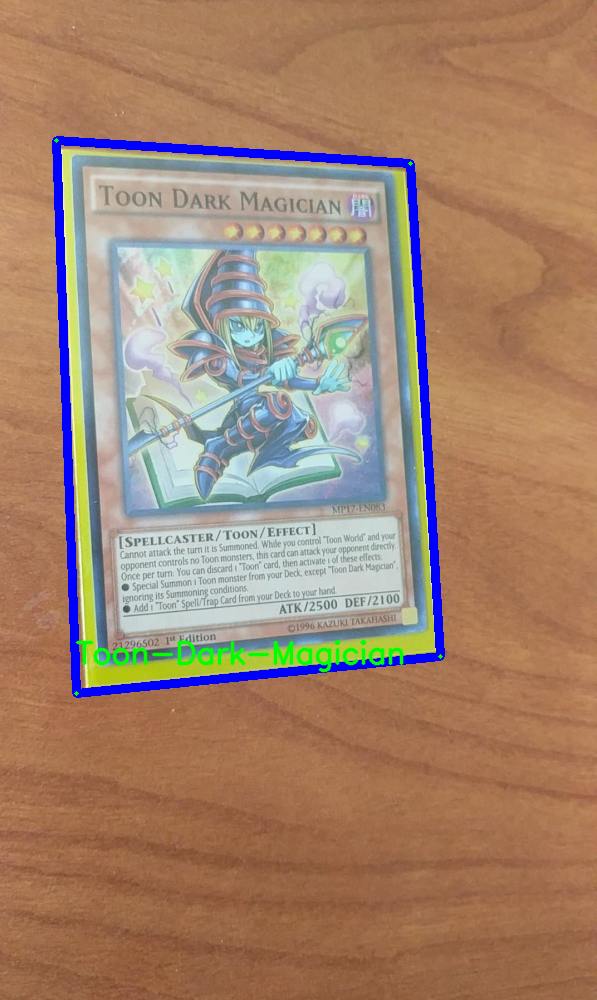 TOON DARK MAGICIAN
DARK
闇
MP17-EN083
[SPELLCASTER/TOON/EFFECT]
Cannot attack the turn it is Summoned. While you control "Toon World" and your
opponent controls no Toon monsters, this card can attack your opponent directly.
Once per turn: You can discard 1 "Toon" card, then activate 1 of these effects;
● Special Summon 1 Toon monster from your Deck, except "Toon Dark Magician",
ignoring its Summoning conditions.
● Add 1 "Toon" Spell/Trap Card from your Deck to your hand.
ATK/2500 DEF/2100
21296502 1st Edition ©1996 KAZUKI TAKAHASHI
Toon-Dark-Magician